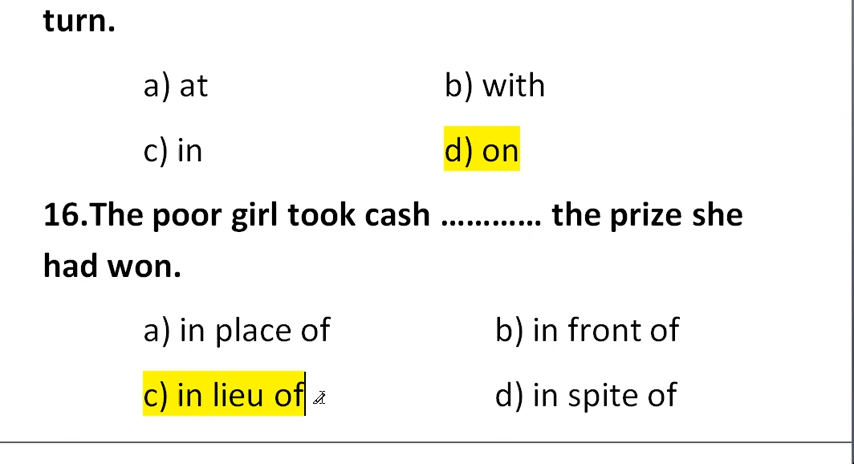 turn.
a) at b) with
c) in d) on
16.The poor girl took cash ............ the prize she
had won.
a) in place of b) in front of
c) in lieu of d) in spite of